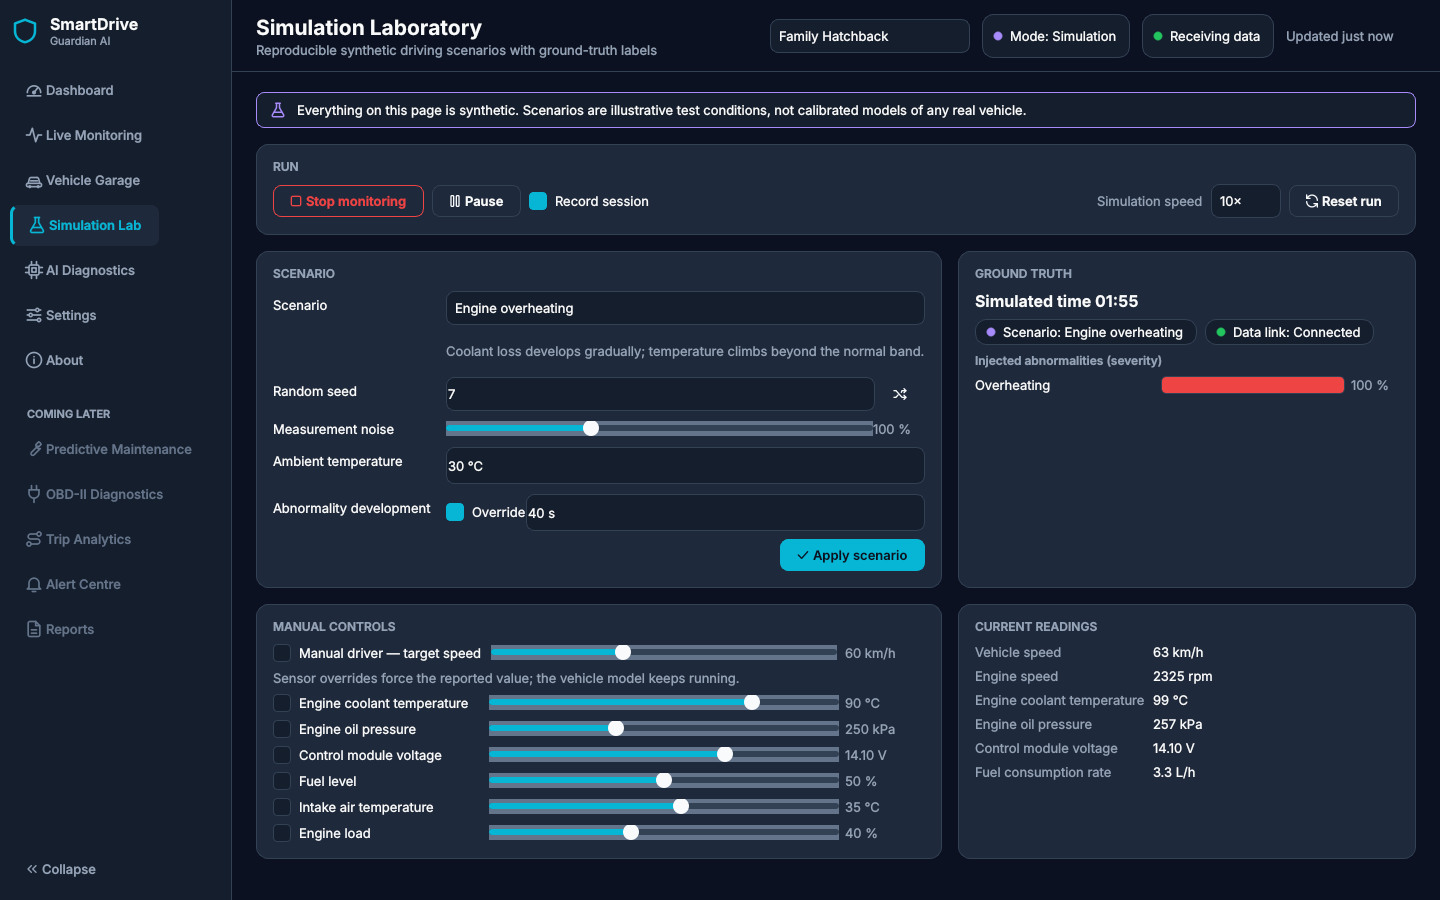 SmartDrive
Guardian AI
Dashboard
Live Monitoring
Vehicle Garage
Simulation Lab
AI Diagnostics
Settings
About
COMING LATER
Predictive Maintenance
OBD-II Diagnostics
Trip Analytics
Alert Centre
Reports
Collapse
Simulation Laboratory
Reproducible synthetic driving scenarios with ground-truth labels
Family Hatchback
Mode: Simulation
Receiving data
Updated just now
Everything on this page is synthetic. Scenarios are illustrative test conditions, not calibrated models of any real vehicle.
RUN
Stop monitoring
Pause
Record session
Simulation speed
10×
Reset run
SCENARIO
Scenario
Engine overheating
Coolant loss develops gradually; temperature climbs beyond the normal band.
Random seed
7
Measurement noise
100 %
Ambient temperature
30 °C
Abnormality development
Override
40 s
Apply scenario
GROUND TRUTH
Simulated time 01:55
Scenario: Engine overheating
Data link: Connected
Injected abnormalities (severity)
Overheating
100 %
MANUAL CONTROLS
Manual driver — target speed
60 km/h
Sensor overrides force the reported value; the vehicle model keeps running.
Engine coolant temperature
90 °C
Engine oil pressure
250 kPa
Control module voltage
14.10 V
Fuel level
50 %
Intake air temperature
35 °C
Engine load
40 %
CURRENT READINGS
Vehicle speed
63 km/h
Engine speed
2325 rpm
Engine coolant temperature
99 °C
Engine oil pressure
257 kPa
Control module voltage
14.10 V
Fuel consumption rate
3.3 L/h